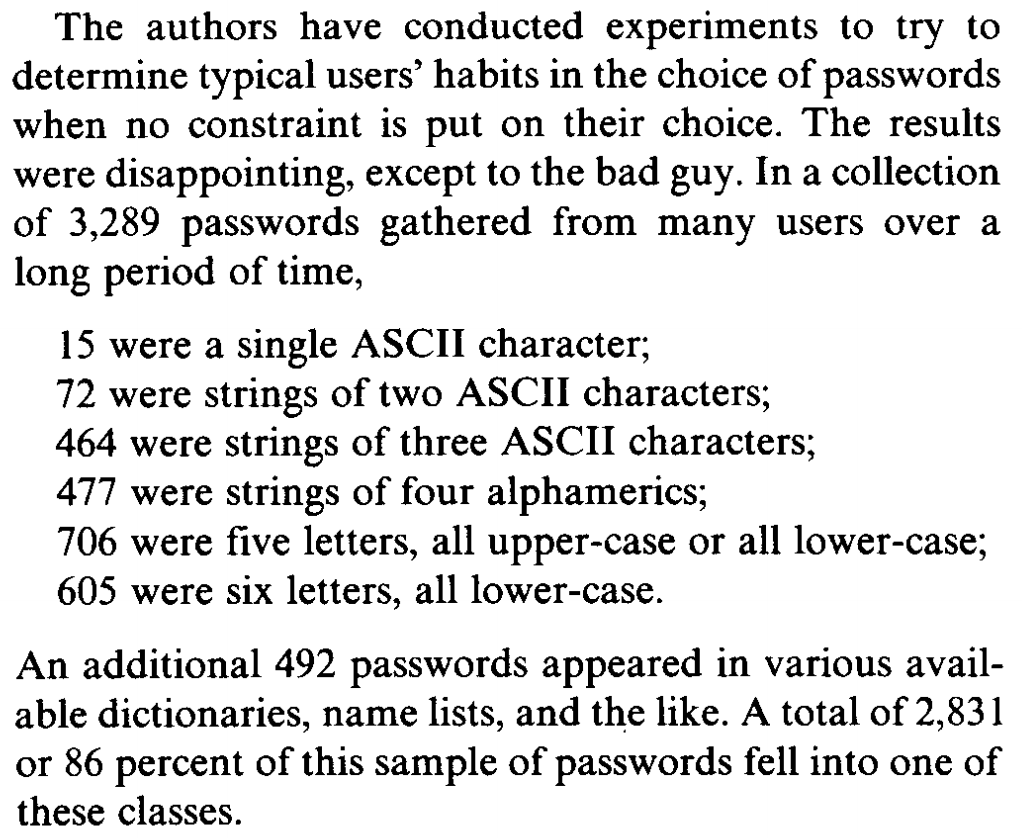 The authors have conducted experiments to try to
determine typical users' habits in the choice of passwords
when no constraint is put on their choice. The results
were disappointing, except to the bad guy. In a collection
of 3,289 passwords gathered from many users over a
long period of time,
15 were a single ASCII character;
72 were strings of two ASCII characters;
464 were strings of three ASCII characters;
477 were strings of four alphamerics;
706 were five letters, all upper-case or all lower-case;
605 were six letters, all lower-case.
An additional 492 passwords appeared in various avail-
able dictionaries, name lists, and the like. A total of 2,831
or 86 percent of this sample of passwords fell into one of
these classes.